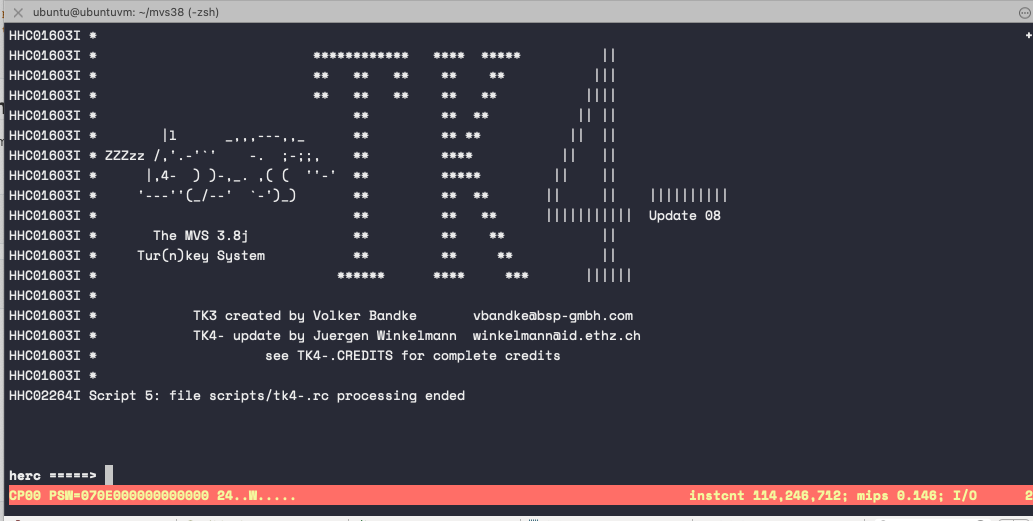 ubuntu@ubuntuvm: ~/mvs38 (-zsh)
HHC01603I *
HHC01603I * ************ **** ***** ||
HHC01603I * ** ** ** ** ** |||
HHC01603I * ** ** ** ** ** ||||
HHC01603I * ** ** ** || ||
HHC01603I * |l _,,,---,,_ ** ** ** || ||
HHC01603I * ZZZzz /,'.-'`' -. ;-;;, ** **** || ||
HHC01603I * |,4- ) )-,_. ,( ( ''-' ** ***** || ||
HHC01603I * '---''(_/--' `-')_) ** ** ** || || ||||||||||
HHC01603I * ** ** ** ||||||||||| Update 08
HHC01603I * The MVS 3.8j ** ** ** ||
HHC01603I * Tur(n)key System ** ** ** ||
HHC01603I * ****** **** *** ||||||
HHC01603I *
HHC01603I * TK3 created by Volker Bandke vbandke@bsp-gmbh.com
HHC01603I * TK4- update by Juergen Winkelmann winkelmann@id.ethz.ch
HHC01603I * see TK4-.CREDITS for complete credits
HHC01603I *
HHC02264I Script 5: file scripts/tk4-.rc processing ended
herc =====>
CP00 PSW=070E000000000000 24..W..... instcnt 114,246,712; mips 0.146; I/O 2